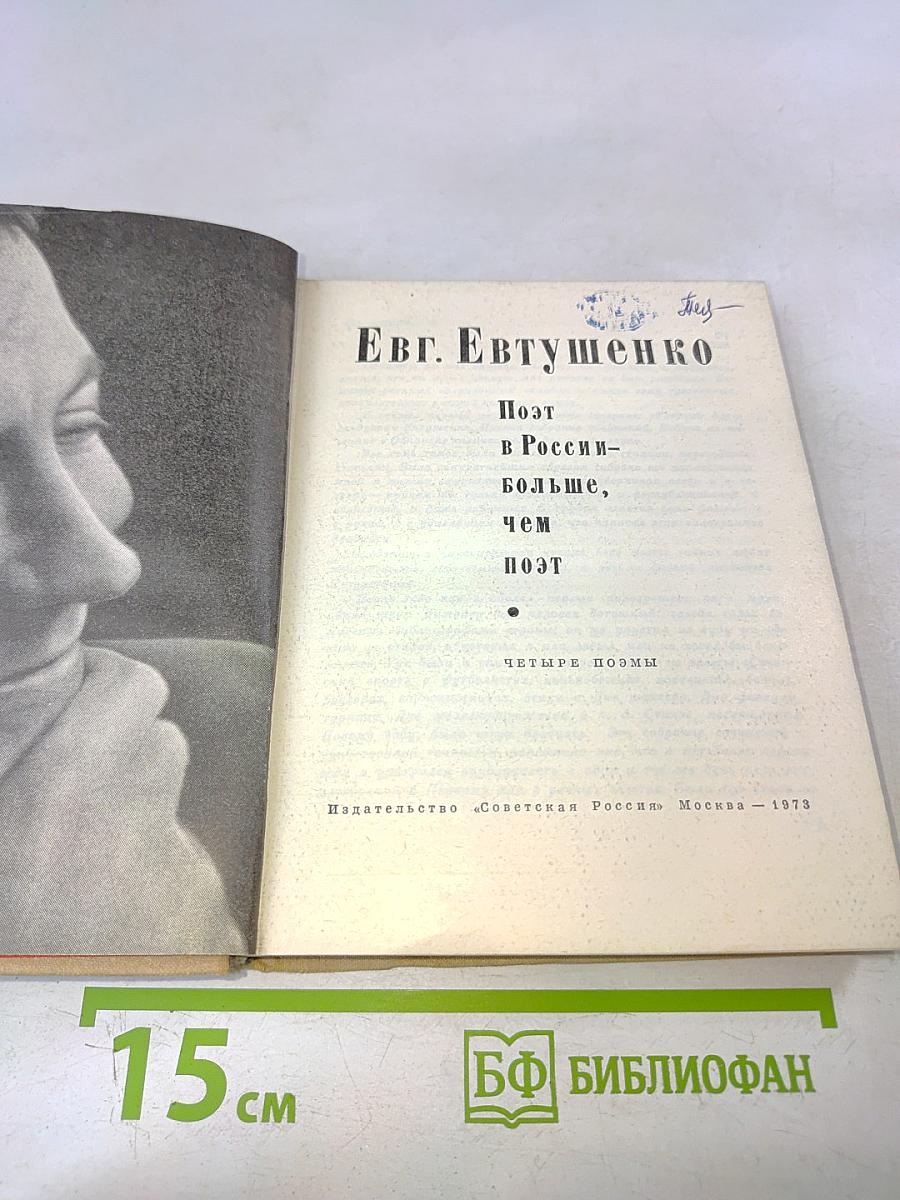 Евг. Евтушенко
Поэт
в России–
больше,
чем
поэт
ЧЕТЫРЕ ПОЭМЫ
Издательство «Советская Россия» Москва — 1973
15 см
БФ БИБЛИОФАН